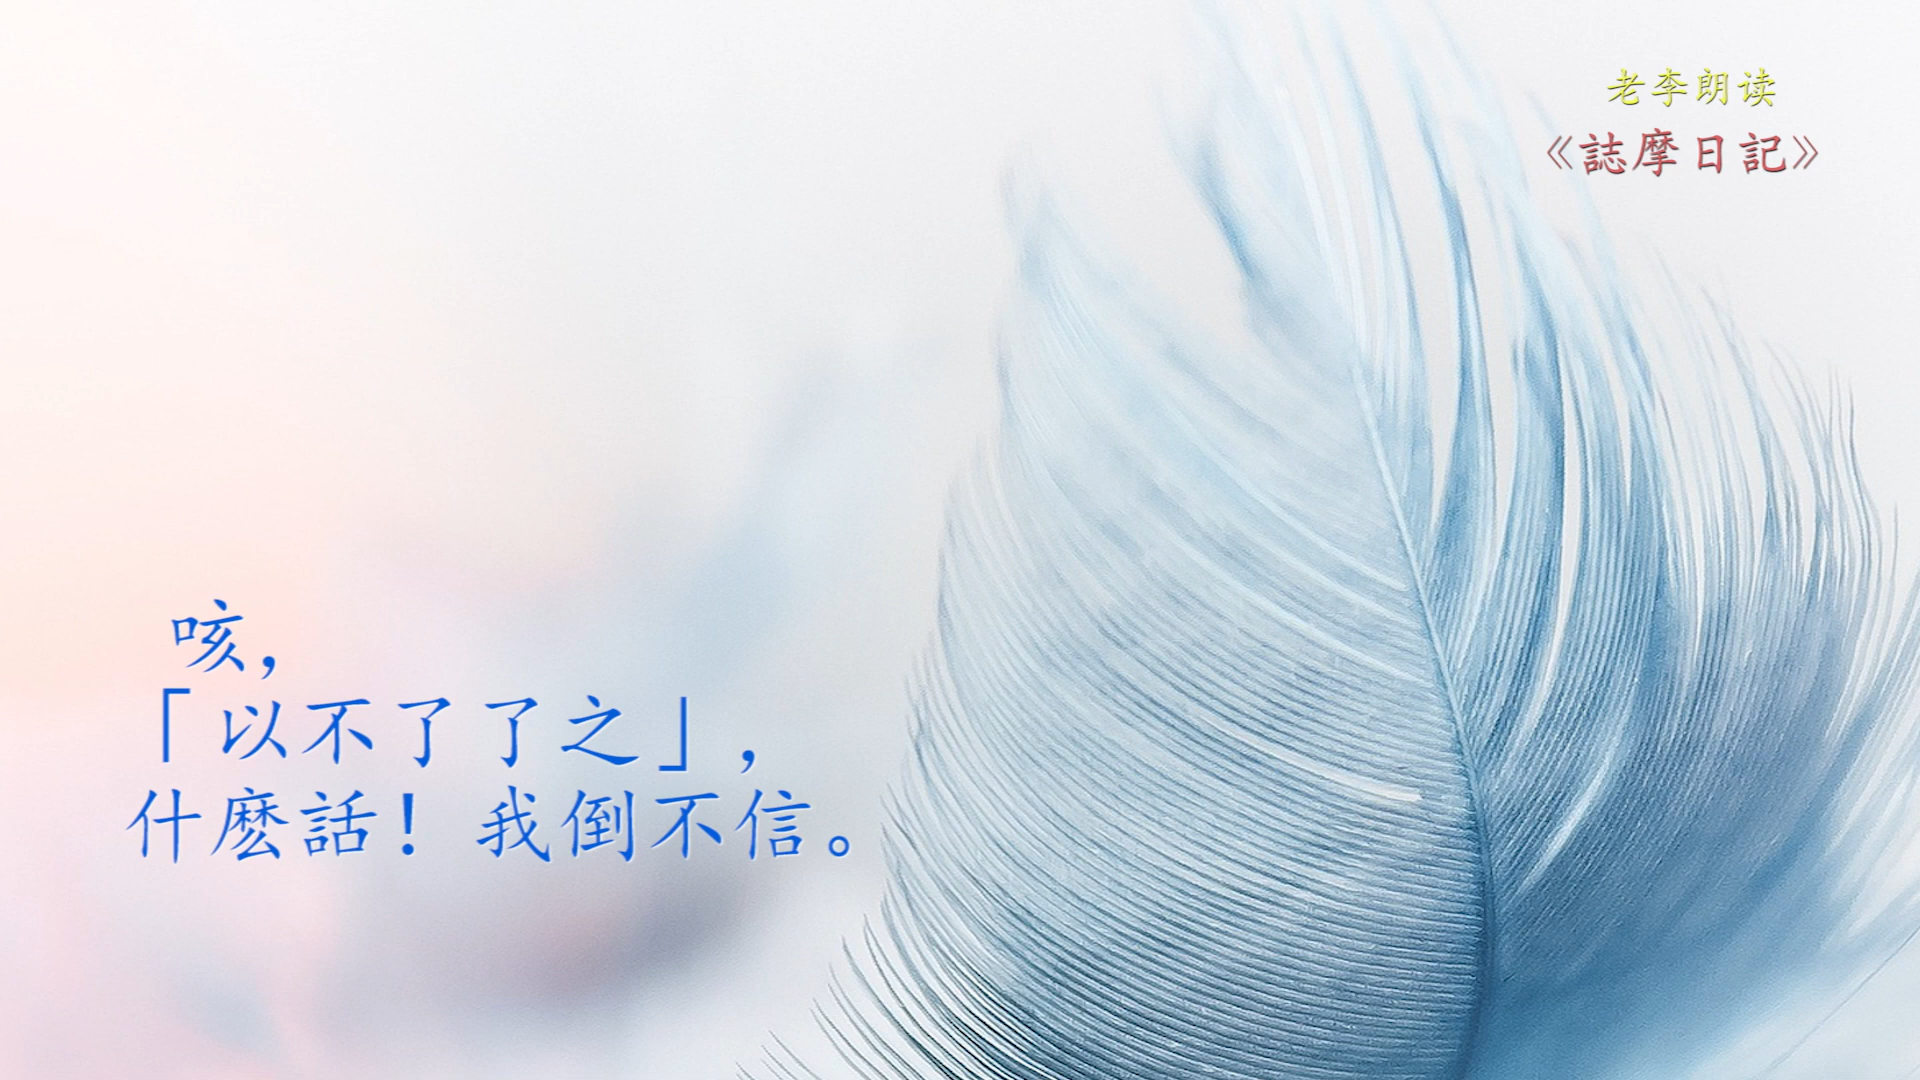 老李朗读
《誌摩日記》
咳，
「以不了了之」，
什麽話！我倒不信。